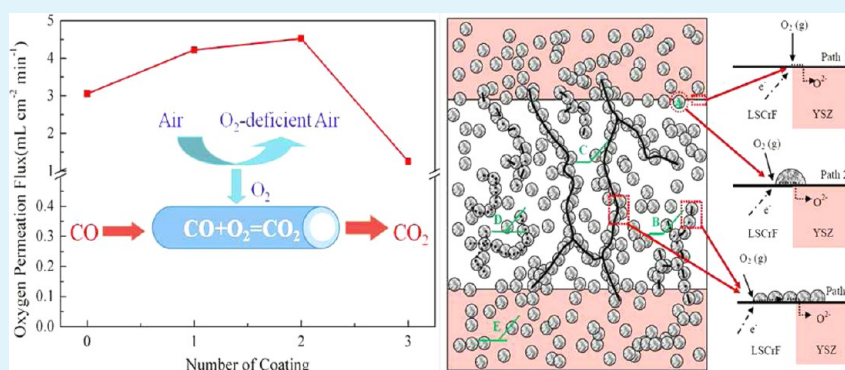 Oxygen Permeation Flux(mL cm⁻² min⁻¹)
5
4
3
2
1
0.4
0.3
0.2
0.1
0.0
Air
O₂-deficient Air
O₂
CO
CO+O₂=CO₂
CO₂
0
1
2
3
Number of Coating
A
B
C
D
E
O₂ (g)
Path
O²⁻
e⁻
LSCrF
YSZ
O₂ (g)
Path 2
O²⁻
e⁻
LSCrF
YSZ
O₂ (g)
Path
O²⁻
e⁻
LSCrF
YSZ